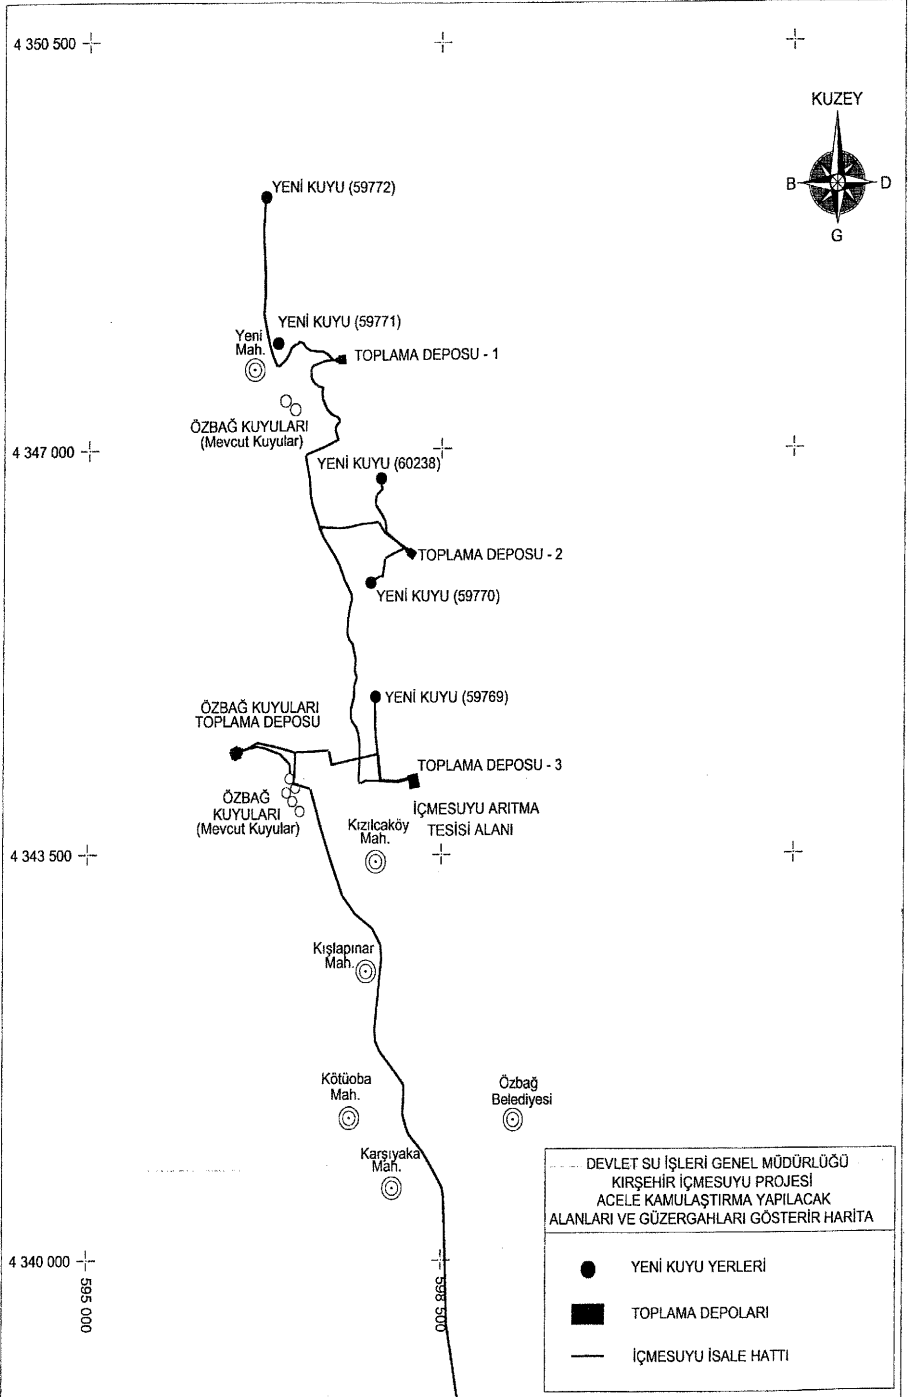 4 350 500
KUZEY
B
D
G
YENİ KUYU (59772)
YENİ KUYU (59771)
Yeni
Mah.
TOPLAMA DEPOSU - 1
ÖZBAĞ KUYULARI
(Mevcut Kuyular)
4 347 000
YENİ KUYU (60238)
TOPLAMA DEPOSU - 2
YENİ KUYU (59770)
YENİ KUYU (59769)
ÖZBAĞ KUYULARI
TOPLAMA DEPOSU
TOPLAMA DEPOSU - 3
ÖZBAĞ
KUYULARI
(Mevcut Kuyular)
İÇMESUYU ARITMA
TESİSİ ALANI
Kızılcaköy
Mah.
4 343 500
Kışlapınar
Mah.
Kötüoba
Mah.
Özbağ
Belediyesi
Karşıyaka
Mah.
4 340 000
595 000
598 500
DEVLET SU İŞLERİ GENEL MÜDÜRLÜĞÜ
KIRŞEHİR İÇMESUYU PROJESİ
ACELE KAMULAŞTIRMA YAPILACAK
ALANLARI VE GÜZERGAHLARI GÖSTERİR HARİTA
YENİ KUYU YERLERİ
TOPLAMA DEPOLARI
İÇMESUYU İSALE HATTI